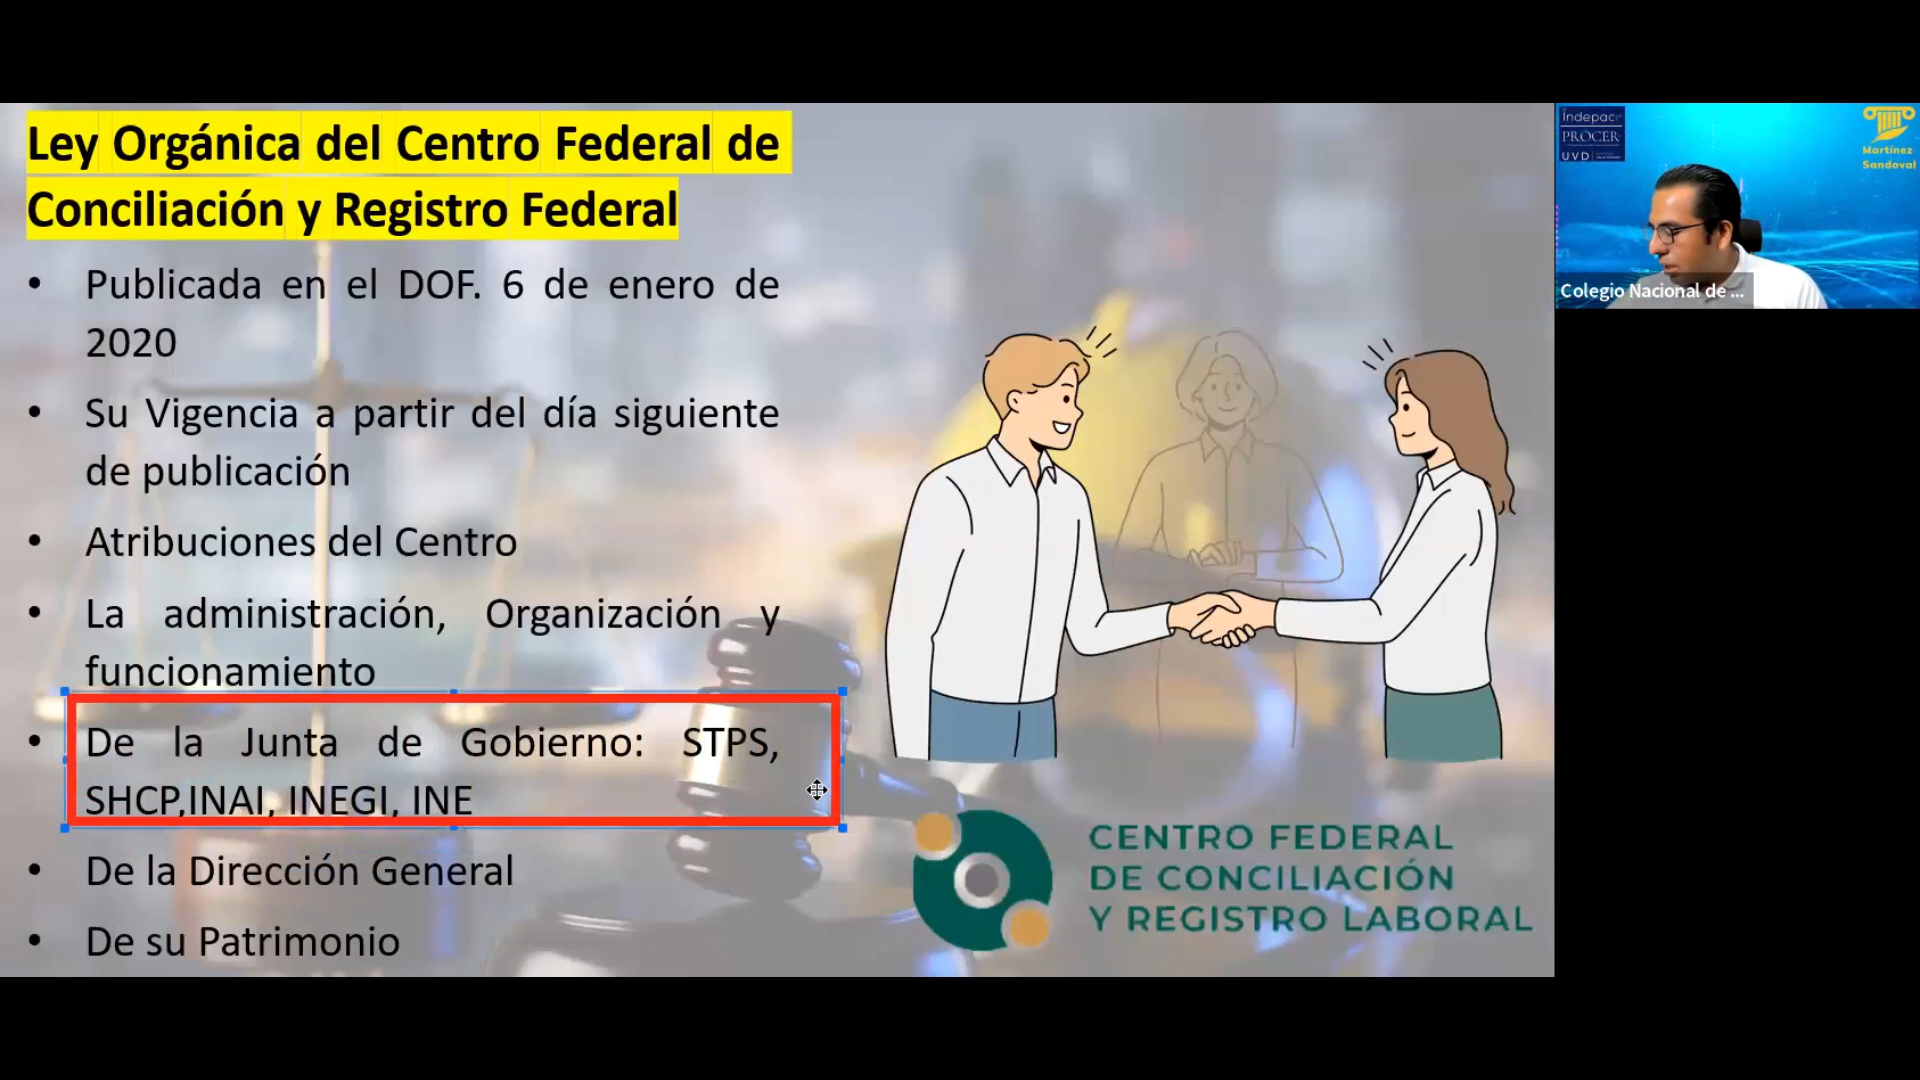 Ley Orgánica del Centro Federal de
Conciliación y Registro Federal
• Publicada en el DOF. 6 de enero de
2020
• Su Vigencia a partir del día siguiente
de publicación
• Atribuciones del Centro
• La administración, Organización y
funcionamiento
• De la Junta de Gobierno: STPS,
SHCP,INAI, INEGI, INE
• De la Dirección General
• De su Patrimonio
CENTRO FEDERAL
DE CONCILIACIÓN
Y REGISTRO LABORAL
Indepac
PRÓCER
UVD
Martínez
Sandoval
Colegio Nacional de ...